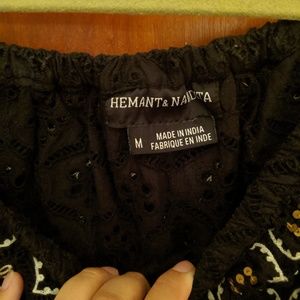 HEMANT & NANDITA
M
MADE IN INDIA
FABRIQUE EN INDE